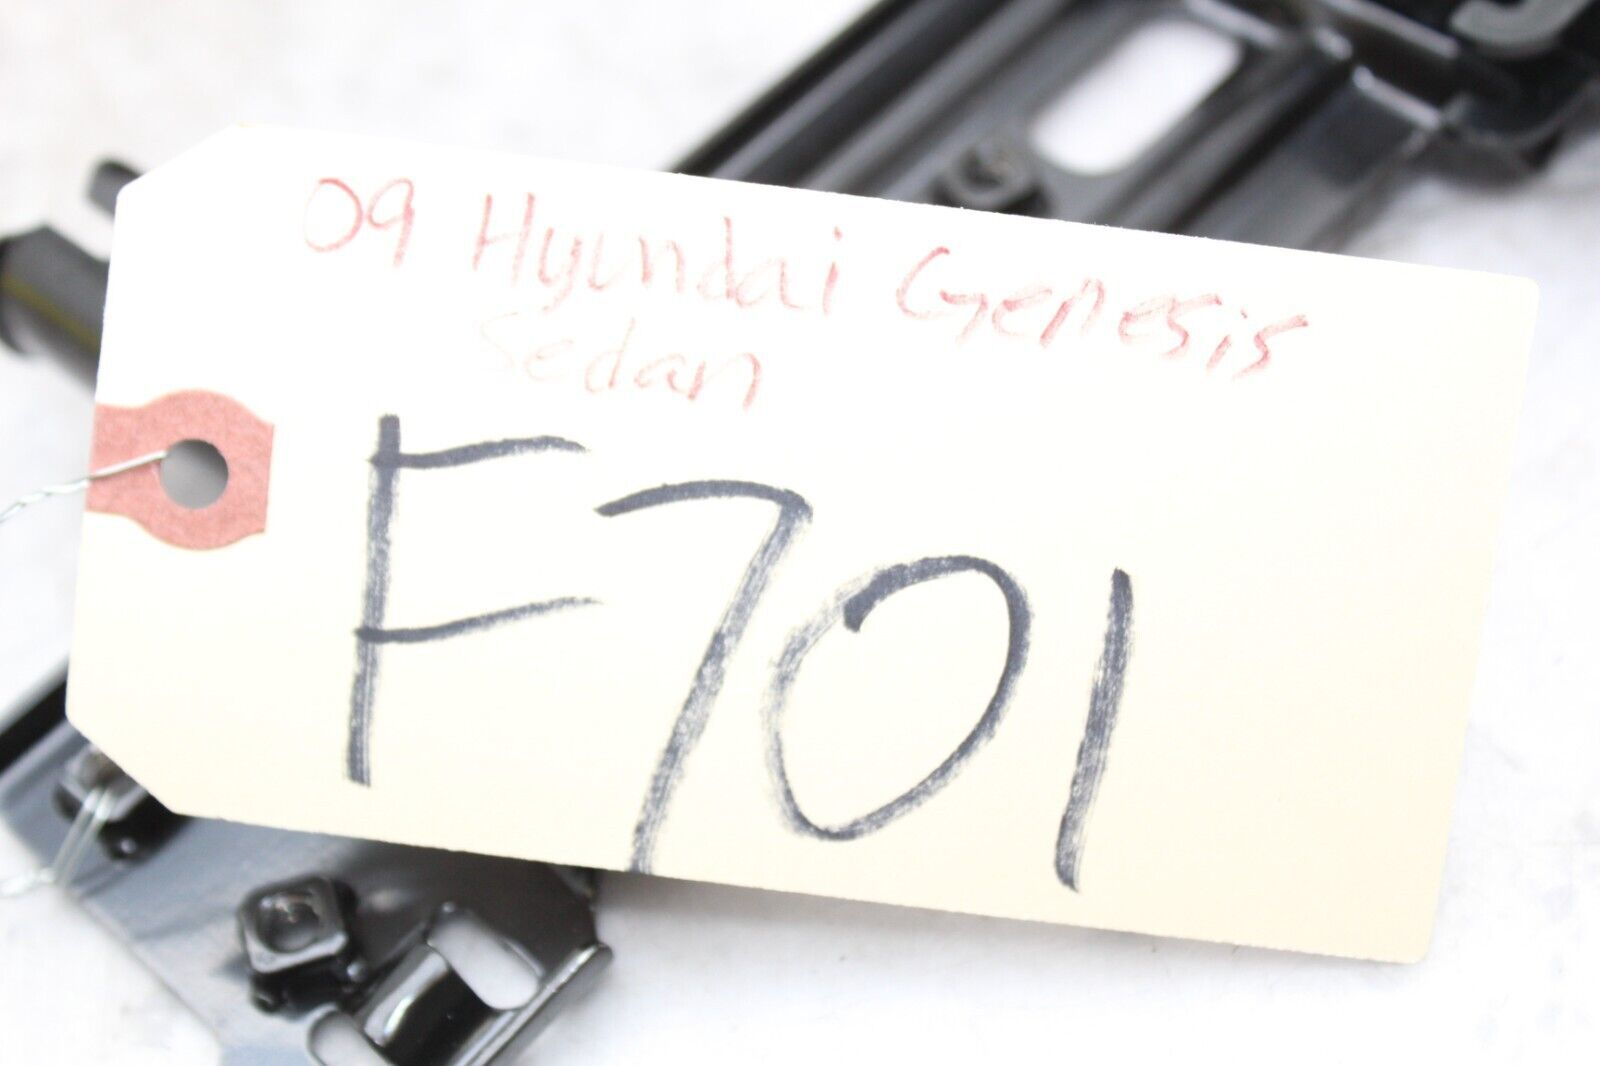 09 Hyundai Genesis
Sedan
F701